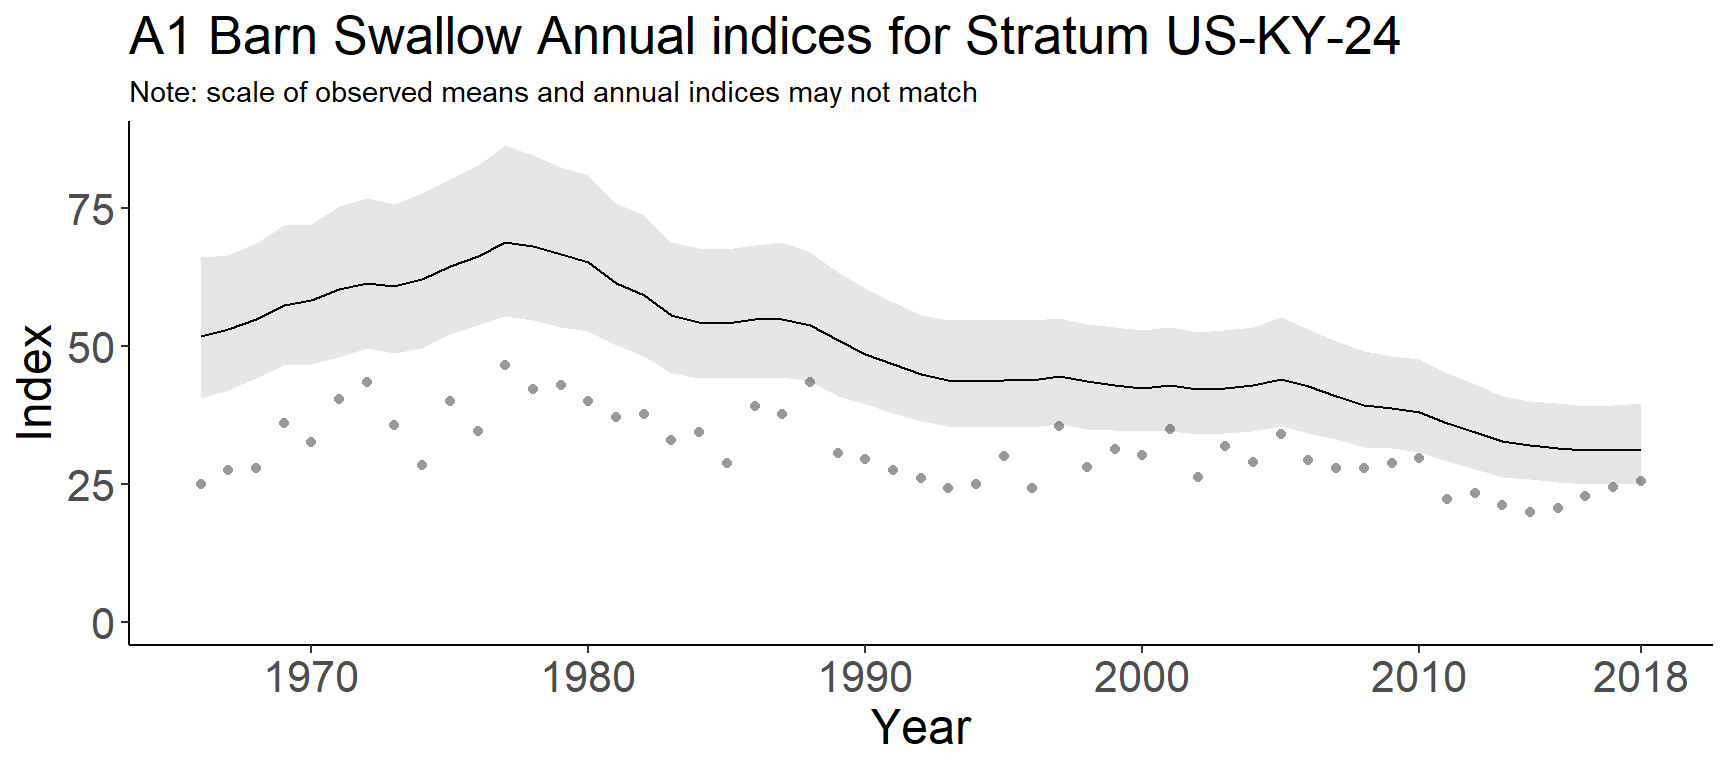 A1 Barn Swallow Annual indices for Stratum US-KY-24
Note: scale of observed means and annual indices may not match
Index
75
50
25
0
1970 1980 1990 2000 2010 2018
Year